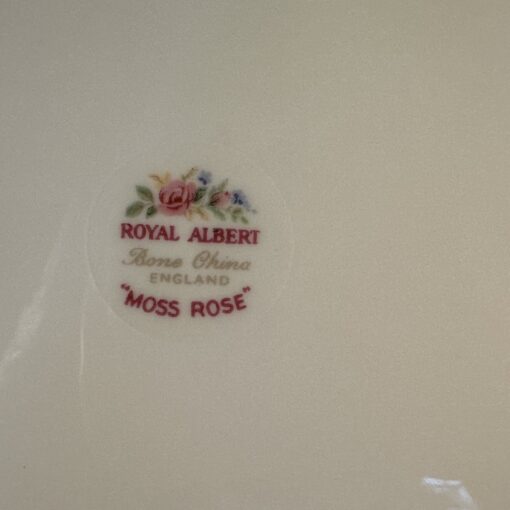 ROYAL ALBERT
Bone China
ENGLAND
"MOSS ROSE"